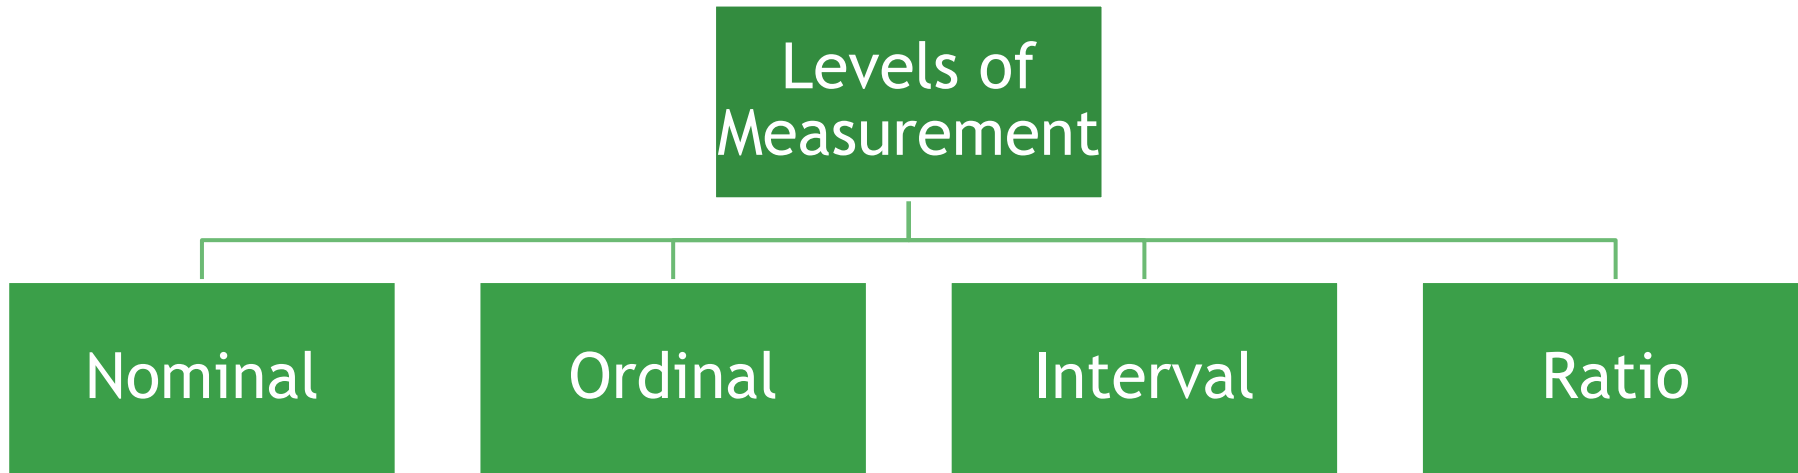 Levels of
Measurement
Nominal
Ordinal
Interval
Ratio